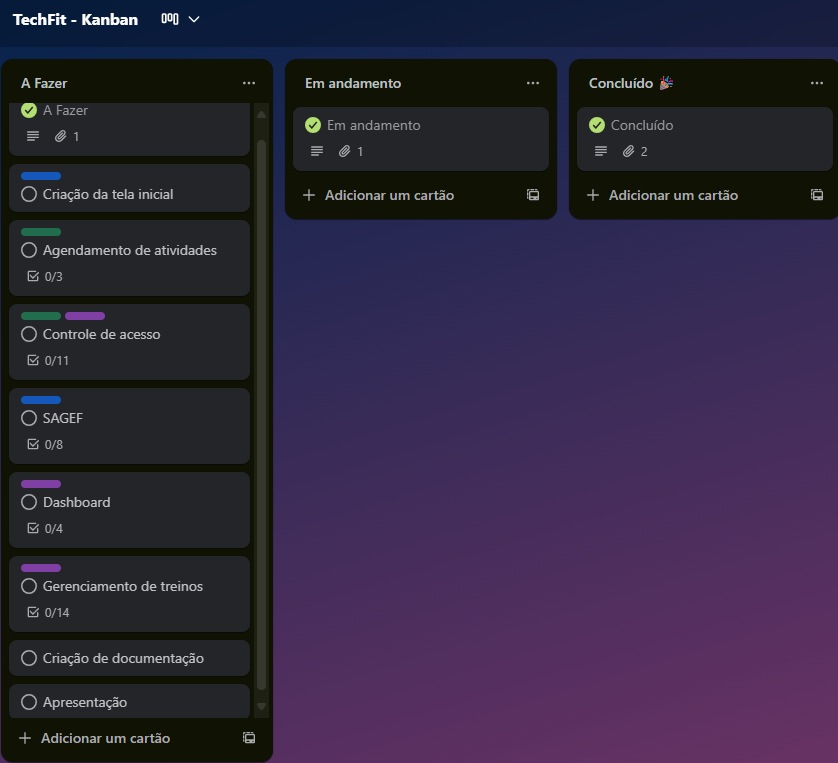 TechFit - Kanban
A Fazer
A Fazer
1
Criação da tela inicial
Agendamento de atividades
0/3
Controle de acesso
0/11
SAGEF
0/8
Dashboard
0/4
Gerenciamento de treinos
0/14
Criação de documentação
Apresentação
+ Adicionar um cartão
Em andamento
Em andamento
1
+ Adicionar um cartão
Concluído 🎉
Concluído
2
+ Adicionar um cartão